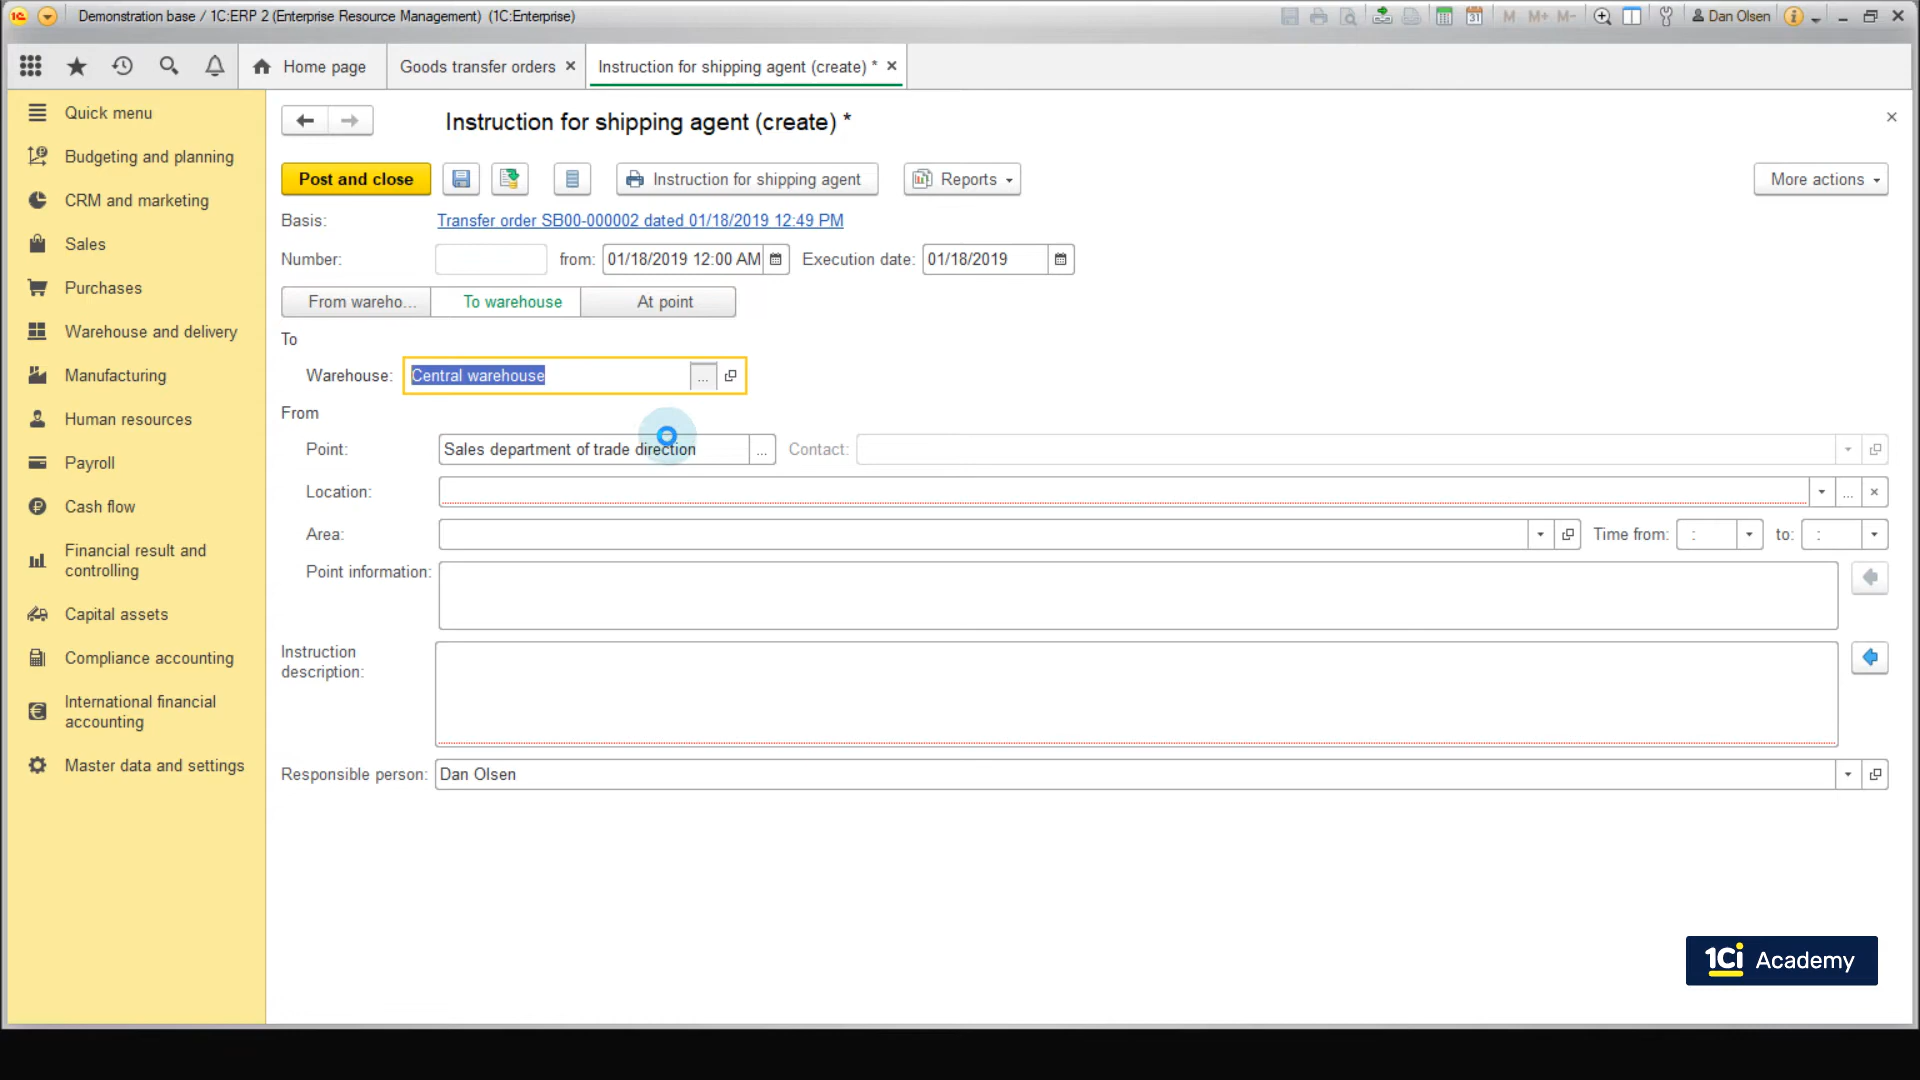 Demonstration base / 1C:ERP 2 (Enterprise Resource Management) (1C:Enterprise)
31 M M+ M- Dan Olsen
Home page
Goods transfer orders
Instruction for shipping agent (create) *
Quick menu
Budgeting and planning
CRM and marketing
Sales
Purchases
Warehouse and delivery
Manufacturing
Human resources
Payroll
Cash flow
Financial result and
controlling
Capital assets
Compliance accounting
International financial
accounting
Master data and settings
Instruction for shipping agent (create) *
Post and close
Instruction for shipping agent
Reports
More actions
Basis: Transfer order SB00-000002 dated 01/18/2019 12:49 PM
Number: from: 01/18/2019 12:00 AM Execution date: 01/18/2019
From wareho... To warehouse At point
To
Warehouse: Central warehouse ...
From
Point: Sales department of trade direction ... Contact:
Location: ...
Area: Time from: : to: :
Point information:
Instruction
description:
Responsible person: Dan Olsen
1Ci Academy